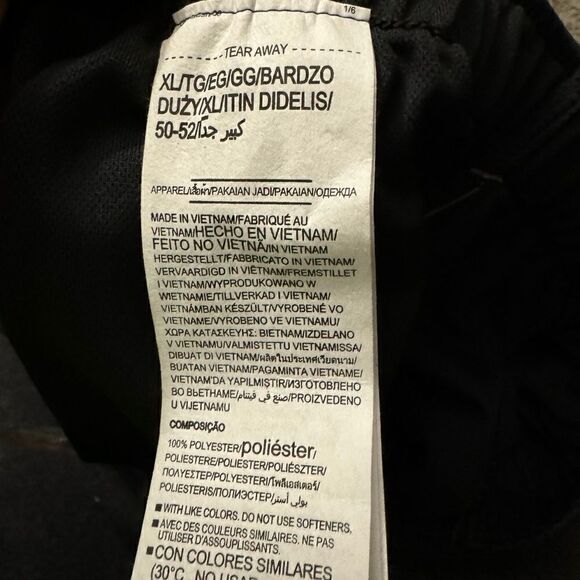 1/6
TEAR AWAY
XL/TG/EG/GG/BARDZO
DUŻY/XL/ITIN DIDELIS/
50-52/كبير جدًا
APPAREL/เสื้อผ้า/PAKAIAN JADI/PAKAIAN/ОДЕЖДА
MADE IN VIETNAM/FABRIQUÉ AU
VIETNAM/HECHO EN VIETNAM/
FEITO NO VIETNÃ/IN VIETNAM
HERGESTELLT/FABBRICATO IN VIETNAM/
VERVAARDIGD IN VIETNAM/FREMSTILLET
I VIETNAM/WYPRODUKOWANO W
WIETNAMIE/TILLVERKAD I VIETNAM/
VIETNÁMBAN KÉSZÜLT/VYROBENÉ VO
VIETNAME/VYROBENO VE VIETNAMU/
ΧΩΡΑ ΚΑΤΑΣΚΕΥΗΣ: ΒΙΕΤΝΑΜ/IZDELANO
V VIETNAMU/VALMISTETTU VIETNAMISSA/
DIBUAT DI VIETNAM/ผลิตในประเทศเวียดนาม/
BUATAN VIETNAM/PAGAMINTA VIETNAME/
VIETNAM'DA YAPILMIŞTIR/ИЗГОТОВЛЕНО
ВО ВЬЕТНАМЕ/صنع في فيتنام/PROIZVEDENO
U VIJETNAMU
COMPOSIÇÃO
100% POLYESTER/poliéster/
POLIESTERE/POLIESTER/POLIÉSZTER/
ΠΟΛΥΕΣΤΕΡ/POLYESTERI/โพลีเอสเตอร์/
POLIESTERIS/ПОЛИЭСТЕР/بولي أستر
■ WITH LIKE COLORS. DO NOT USE SOFTENERS.
■ AVEC DES COULEURS SIMILAIRES. NE PAS
UTILISER D'ASSOUPLISSANTS.
■ CON COLORES SIMILARES
(30°C. NO USAR